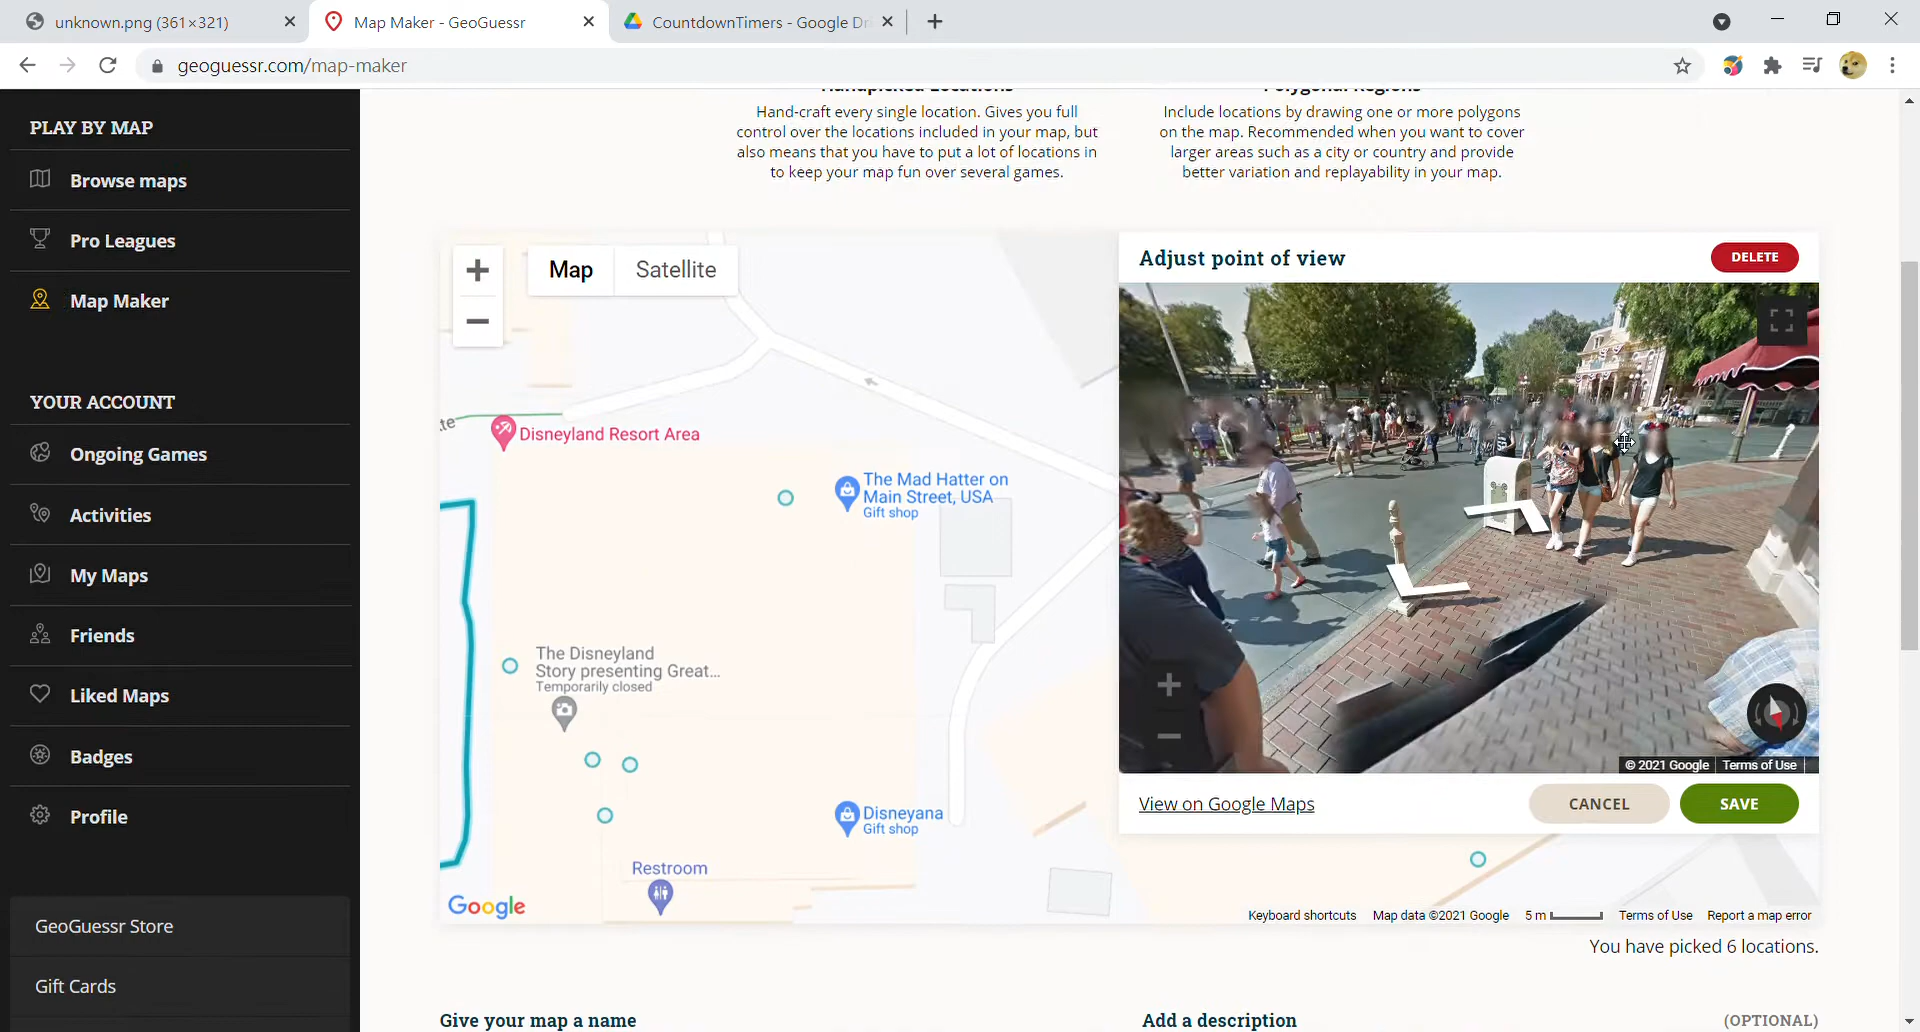 unknown.png (361×321)
Map Maker - GeoGuessr
CountdownTimers - Google Dr
geoguessr.com/map-maker
PLAY BY MAP
Browse maps
Pro Leagues
Map Maker
YOUR ACCOUNT
Ongoing Games
Activities
My Maps
Friends
Liked Maps
Badges
Profile
GeoGuessr Store
Gift Cards
Handpicked Locations
Hand-craft every single location. Gives you full
control over the locations included in your map, but
also means that you have to put a lot of locations in
to keep your map fun over several games.
Polygonal Regions
Include locations by drawing one or more polygons
on the map. Recommended when you want to cover
larger areas such as a city or country and provide
better variation and replayability in your map.
Map
Satellite
te
Disneyland Resort Area
The Mad Hatter on
Main Street, USA
Gift shop
The Disneyland
Story presenting Great...
Temporarily closed
Disneyana
Gift shop
Restroom
Google
Adjust point of view
DELETE
© 2021 Google
Terms of Use
View on Google Maps
CANCEL
SAVE
Keyboard shortcuts
Map data ©2021 Google
5 m
Terms of Use
Report a map error
You have picked 6 locations.
Give your map a name
Add a description
(OPTIONAL)